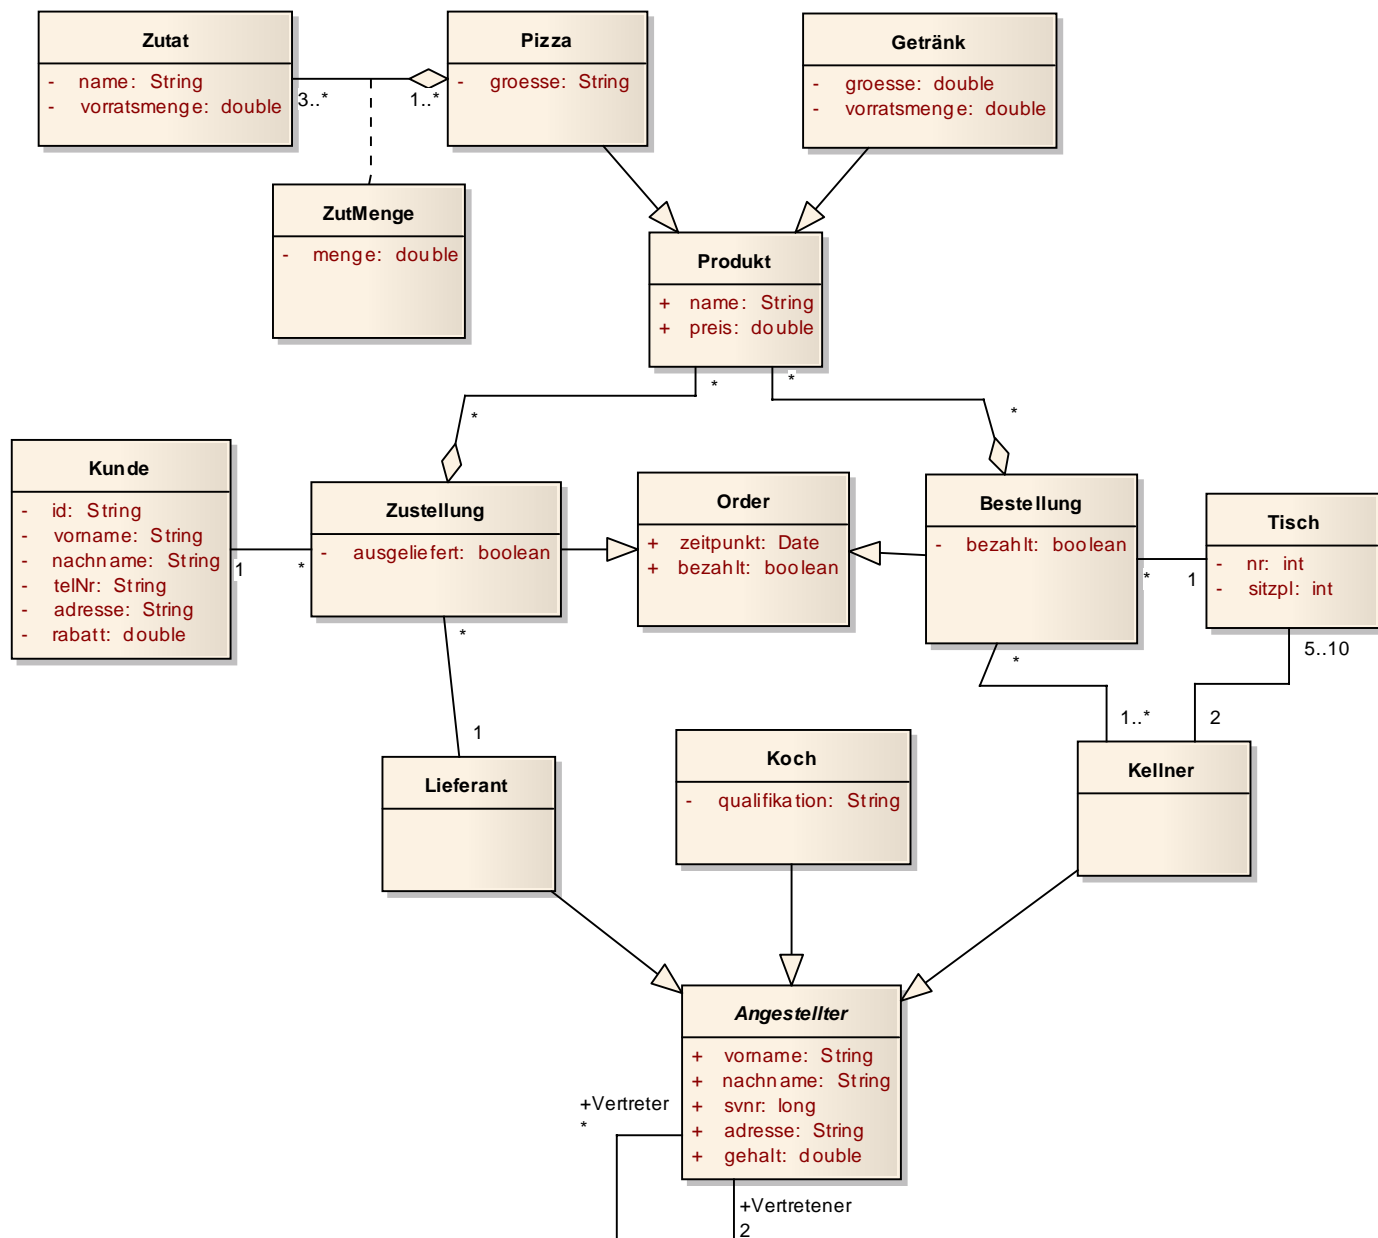 Zutat
- name: String
- vorratsmenge: double
3..*
1..*
Pizza
- groesse: String
Getränk
- groesse: double
- vorratsmenge: double
ZutMenge
- menge: double
Produkt
+ name: String
+ preis: double
*
*
*
*
Kunde
- id: String
- vorname: String
- nachname: String
- telNr: String
- adresse: String
- rabatt: double
1
*
Zustellung
- ausgeliefert: boolean
*
Order
+ zeitpunkt: Date
+ bezahlt: boolean
Bestellung
- bezahlt: boolean
*
1
*
Tisch
- nr: int
- sitzpl: int
5..10
1
1..*
2
Lieferant
Koch
- qualifikation: String
Kellner
Angestellter
+ vorname: String
+ nachname: String
+ svnr: long
+ adresse: String
+ gehalt: double
+Vertreter
*
+Vertretener
2